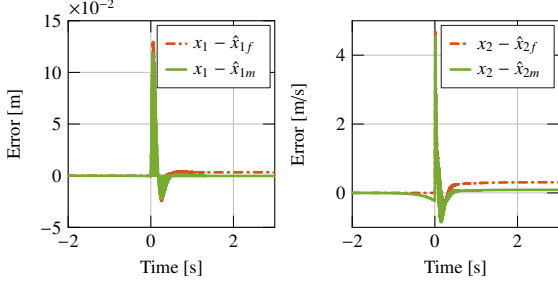 15 ·10⁻²
10
5
0
−5
−2
0
2
Time [s]
Error [m]
x₁ − x̂₁f
x₁ − x̂₁m
4
2
0
−2
0
2
Time [s]
Error [m/s]
x₂ − x̂₂f
x₂ − x̂₂m